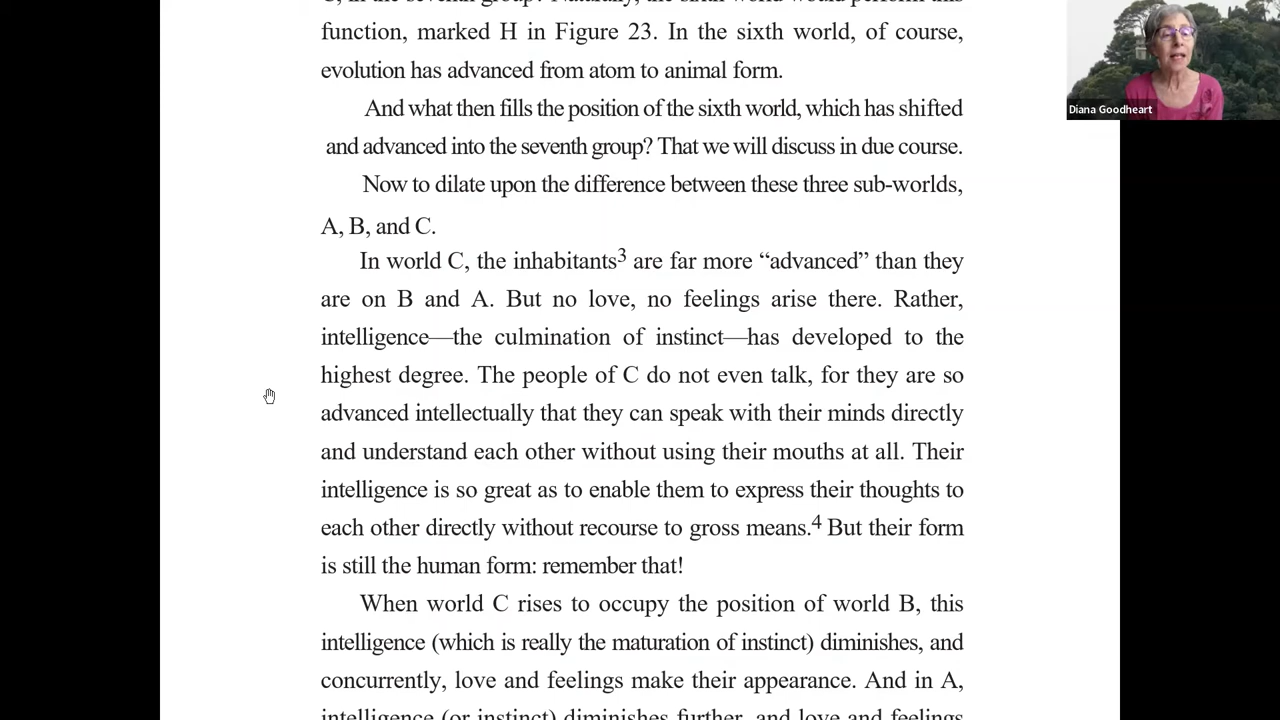 function, marked H in Figure 23. In the sixth world, of course,
evolution has advanced from atom to animal form.
And what then fills the position of the sixth world, which has shifted
and advanced into the seventh group? That we will discuss in due course.
Now to dilate upon the difference between these three sub-worlds,
A, B, and C.
In world C, the inhabitants3 are far more “advanced” than they
are on B and A. But no love, no feelings arise there. Rather,
intelligence—the culmination of instinct—has developed to the
highest degree. The people of C do not even talk, for they are so
advanced intellectually that they can speak with their minds directly
and understand each other without using their mouths at all. Their
intelligence is so great as to enable them to express their thoughts to
each other directly without recourse to gross means.4 But their form
is still the human form: remember that!
When world C rises to occupy the position of world B, this
intelligence (which is really the maturation of instinct) diminishes, and
concurrently, love and feelings make their appearance. And in A,
intelligence (or instinct) diminishes further, and love and feelings
Diana Goodheart